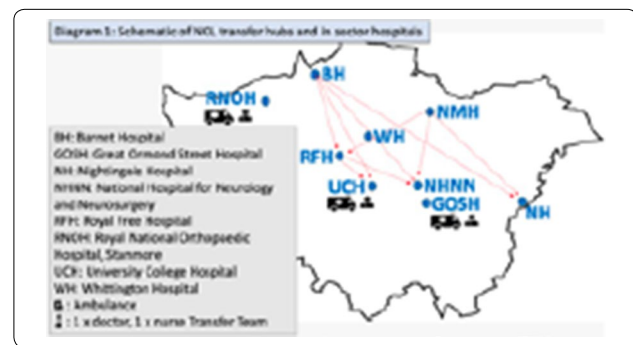 Diagram 1: Schematic of NCL transfer hubs and in sector hospitals
BH
RNOH
NMH
WH
RFH
UCH
NHNN
GOSH
NH
BH: Barnet Hospital
GOSH: Great Ormond Street Hospital
NH: Nightingale Hospital
NHNN: National Hospital for Neurology
and Neurosurgery
RFH: Royal Free Hospital
RNOH: Royal National Orthopaedic
Hospital, Stanmore
UCH: University College Hospital
WH: Whittington Hospital
: Ambulance
: 1 x doctor, 1 x nurse Transfer Team